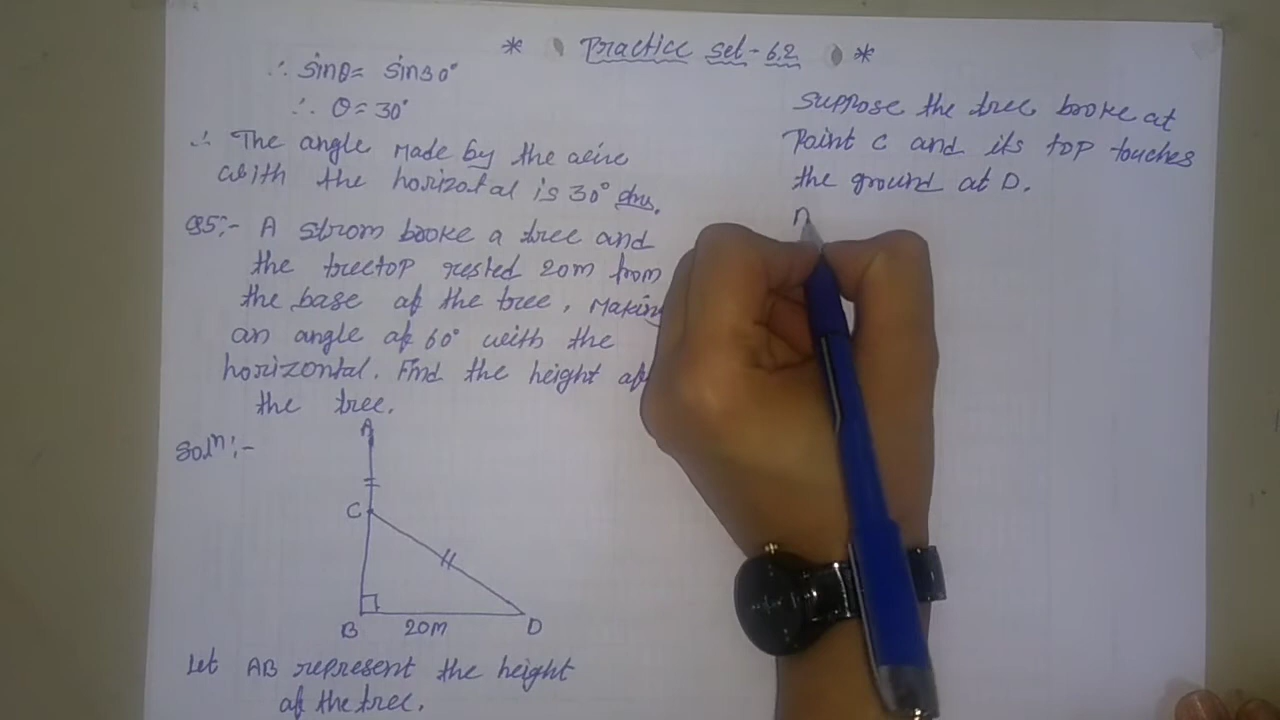 * Practice Set-6.2 *
∴ Sinθ= Sin30°
∴ θ=30°
∴ The angle Made by the wire
with the horizotal is 30° Ans.
Q5:- A Strom brooke a tree and
the treetop rested 20m from
the base of the tree, Making
an angle of 60° with the
horizontal. Find the height of
the tree.
Solⁿ:-
A
C
B 20M D
Let AB represent the height
of the tree.
Suppose the tree brooke at
Point C and its top touches
the ground at D.